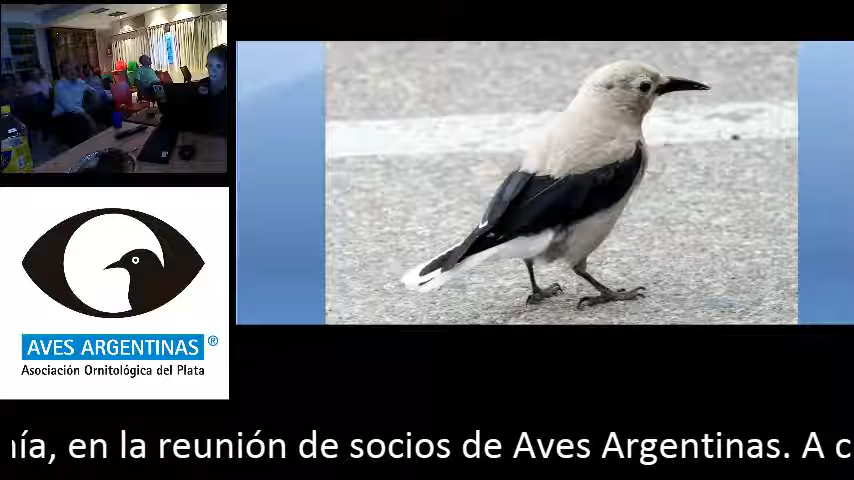 AVES ARGENTINAS ®
Asociación Ornitológica del Plata
ía, en la reunión de socios de Aves Argentinas. A c